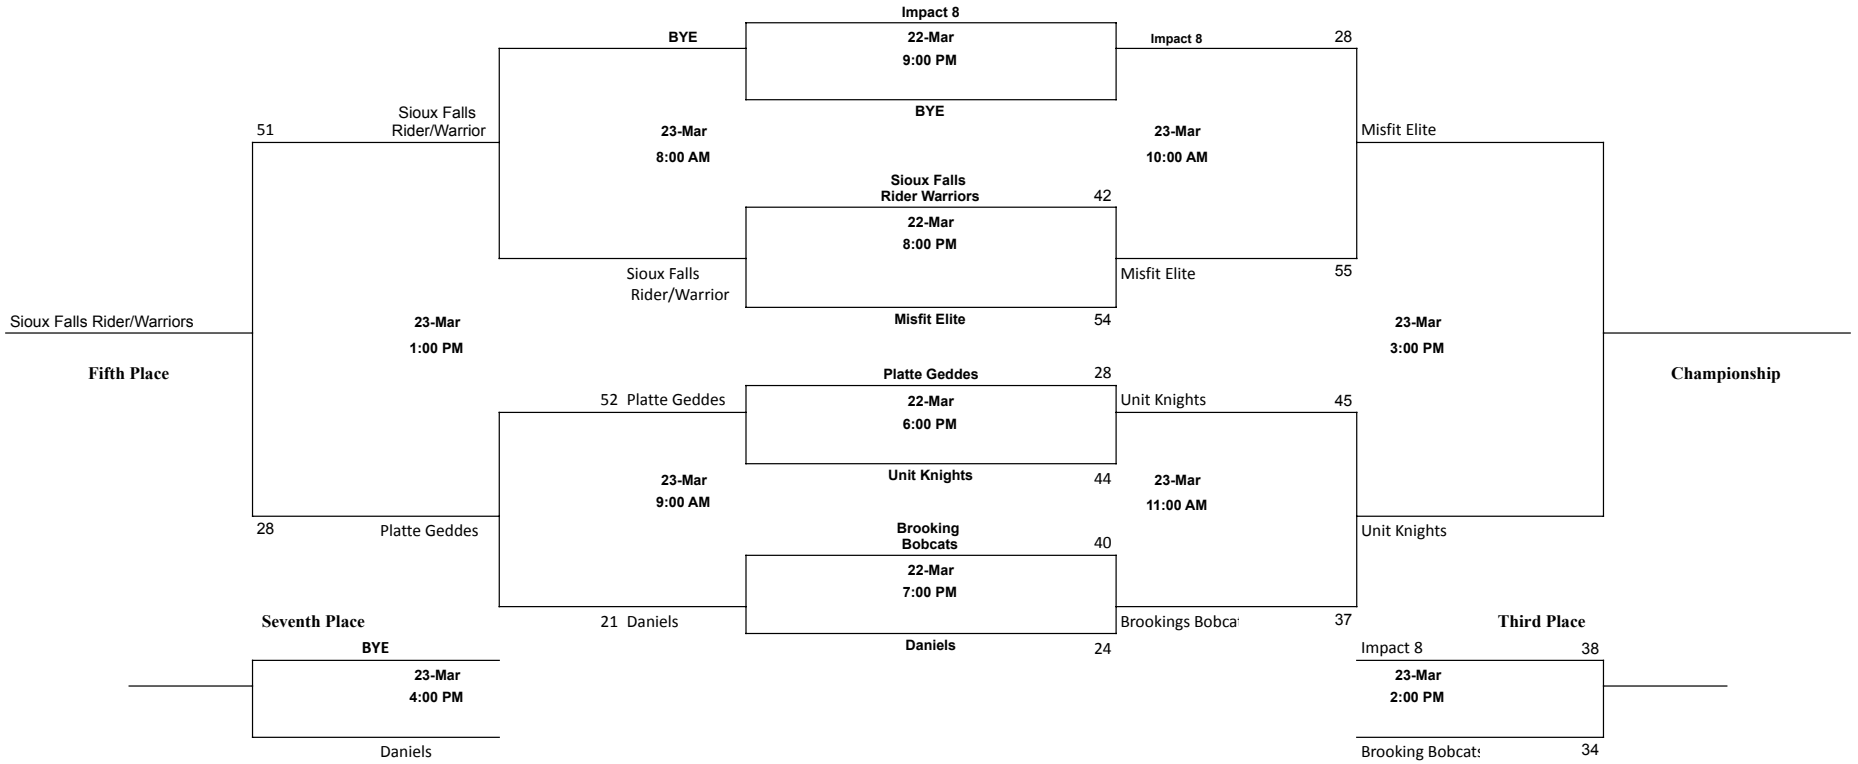 Impact 8
BYE
22-Mar
Impact 8
28
9:00 PM
BYE
Sioux Falls
Rider/Warrior
51
23-Mar
8:00 AM
23-Mar
10:00 AM
Misfit Elite
Sioux Falls
Rider Warriors
42
22-Mar
8:00 PM
Sioux Falls
Rider/Warrior
Misfit Elite
55
Misfit Elite
54
Sioux Falls Rider/Warriors
23-Mar
1:00 PM
23-Mar
3:00 PM
Fifth Place
Championship
Platte Geddes
28
52 Platte Geddes
22-Mar
6:00 PM
Unit Knights
45
Unit Knights
44
23-Mar
9:00 AM
23-Mar
11:00 AM
28
Platte Geddes
Unit Knights
Brooking
Bobcats
40
22-Mar
7:00 PM
21 Daniels
Brookings Bobca
37
Daniels
24
Seventh Place
BYE
23-Mar
4:00 PM
Daniels
Third Place
Impact 8
38
23-Mar
2:00 PM
Brooking Bobcats
34